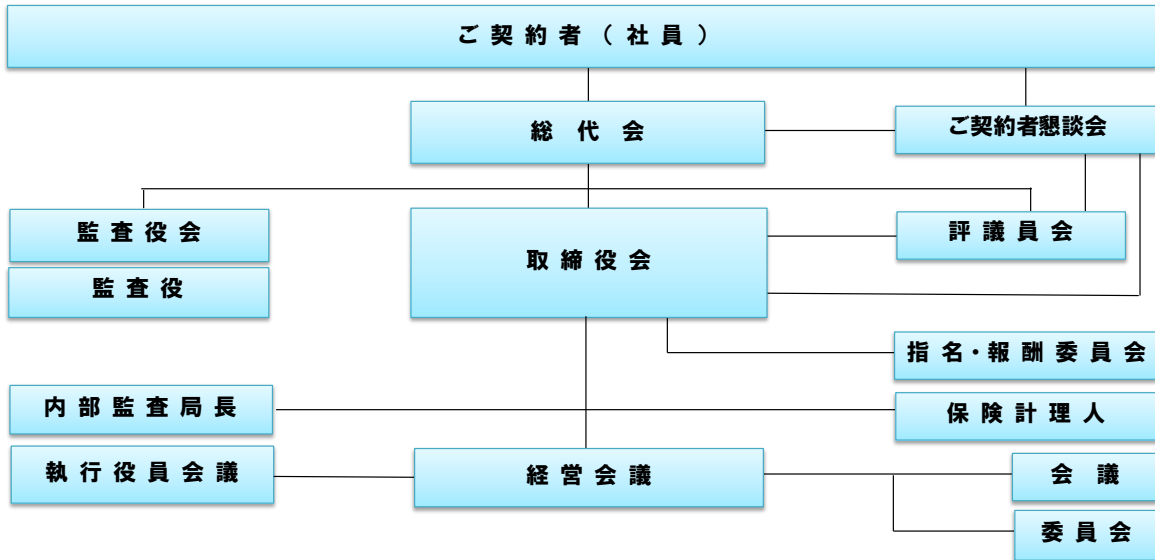 ご契約者（社員）
総代会
ご契約者懇談会
監査役会
取締役会
評議員会
監査役
指名・報酬委員会
内部監査局長
保険計理人
執行役員会議
経営会議
会議
委員会